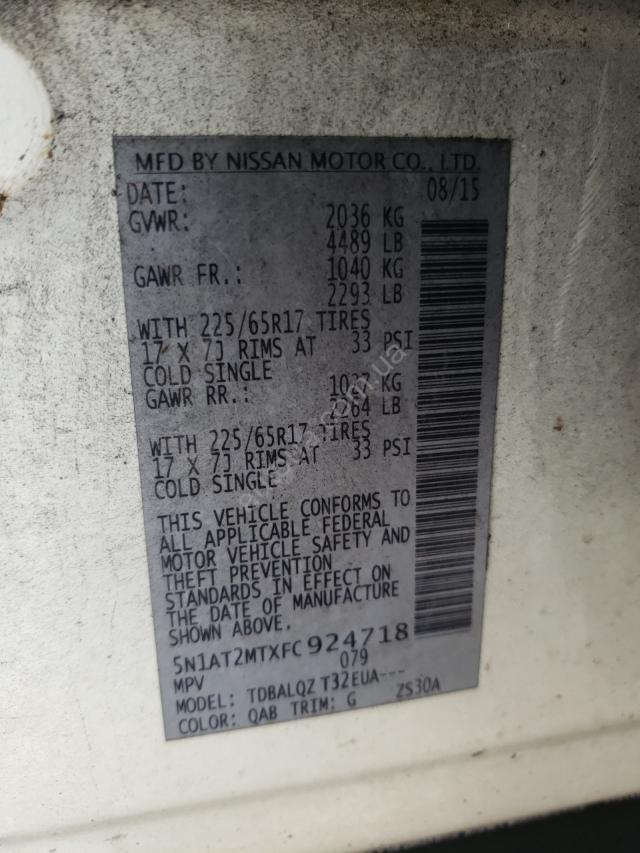 MFD BY NISSAN MOTOR CO., LTD.
DATE: 08/15
GVWR: 2036 KG
4489 LB
GAWR FR.: 1040 KG
2293 LB
WITH 225/65R17 TIRES
17 X 7J RIMS AT 33 PSI
COLD SINGLE
GAWR RR.: 1027 KG
2264 LB
WITH 225/65R17 TIRES
17 X 7J RIMS AT 33 PSI
COLD SINGLE
THIS VEHICLE CONFORMS TO
ALL APPLICABLE FEDERAL
MOTOR VEHICLE SAFETY AND
THEFT PREVENTION
STANDARDS IN EFFECT ON
THE DATE OF MANUFACTURE
SHOWN ABOVE.
5N1AT2MTXFC924718
MPV 079
MODEL: TDBALQZ T32EUA---
COLOR: QAB TRIM: G ZS30A